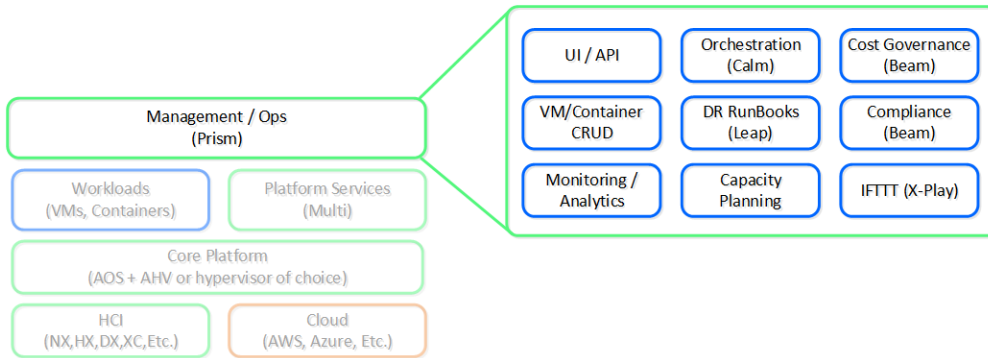 Management / Ops
(Prism)
Workloads
(VMs, Containers)
Platform Services
(Multi)
Core Platform
(AOS + AHV or hypervisor of choice)
HCI
(NX,HX,DX,XC,Etc.)
Cloud
(AWS, Azure, Etc.)
UI / API
Orchestration
(Calm)
Cost Governance
(Beam)
VM/Container
CRUD
DR RunBooks
(Leap)
Compliance
(Beam)
Monitoring /
Analytics
Capacity
Planning
IFTTT (X-Play)